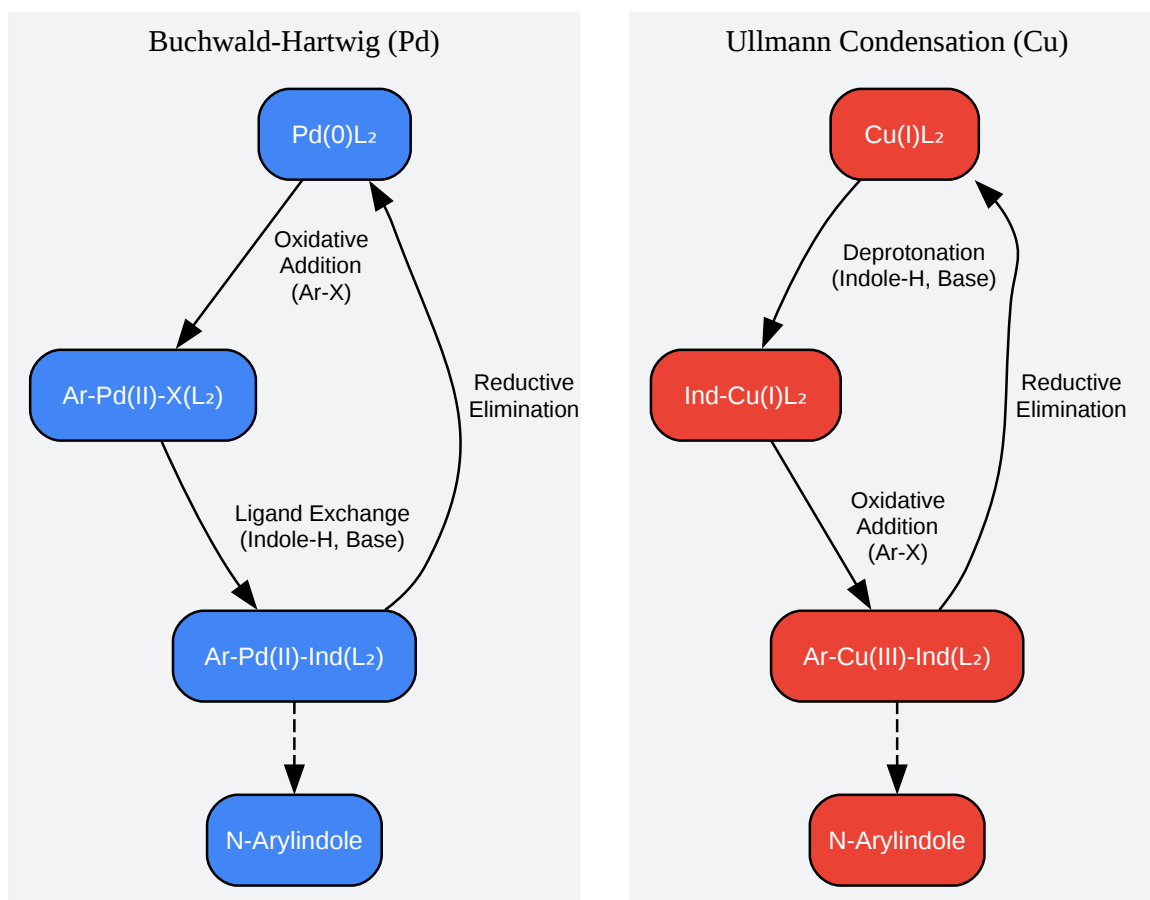 Buchwald-Hartwig (Pd)
Pd(0)L₂
Oxidative
Addition
(Ar-X)
Ar-Pd(II)-X(L₂)
Reductive
Elimination
Ligand Exchange
(Indole-H, Base)
Ar-Pd(II)-Ind(L₂)
N-Arylindole
Ullmann Condensation (Cu)
Cu(I)L₂
Deprotonation
(Indole-H, Base)
Ind-Cu(I)L₂
Reductive
Elimination
Oxidative
Addition
(Ar-X)
Ar-Cu(III)-Ind(L₂)
N-Arylindole